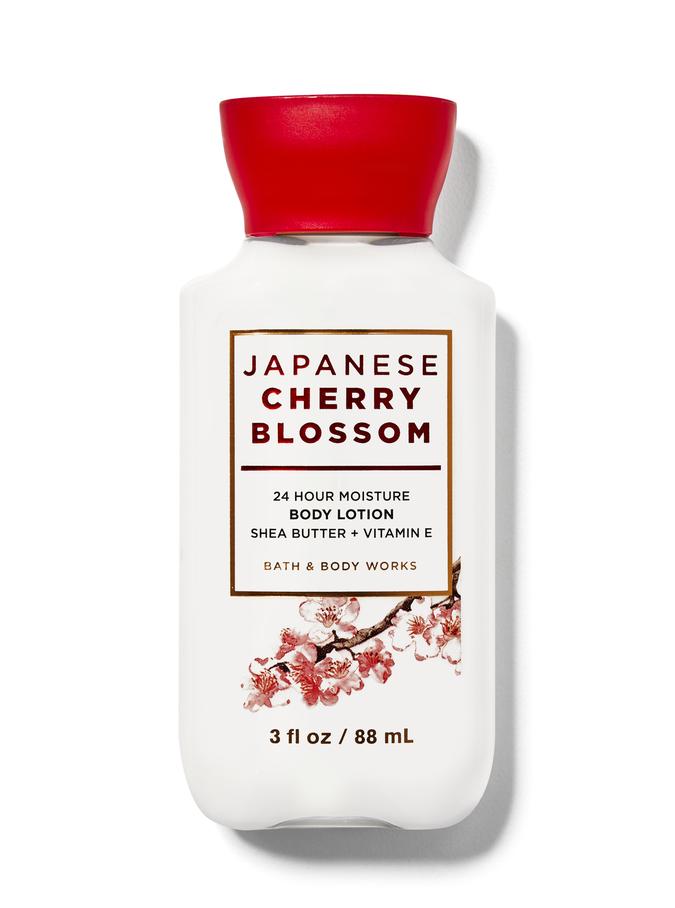 JAPANESE
CHERRY
BLOSSOM
24 HOUR MOISTURE
BODY LOTION
SHEA BUTTER + VITAMIN E
BATH & BODY WORKS
3 fl oz / 88 mL